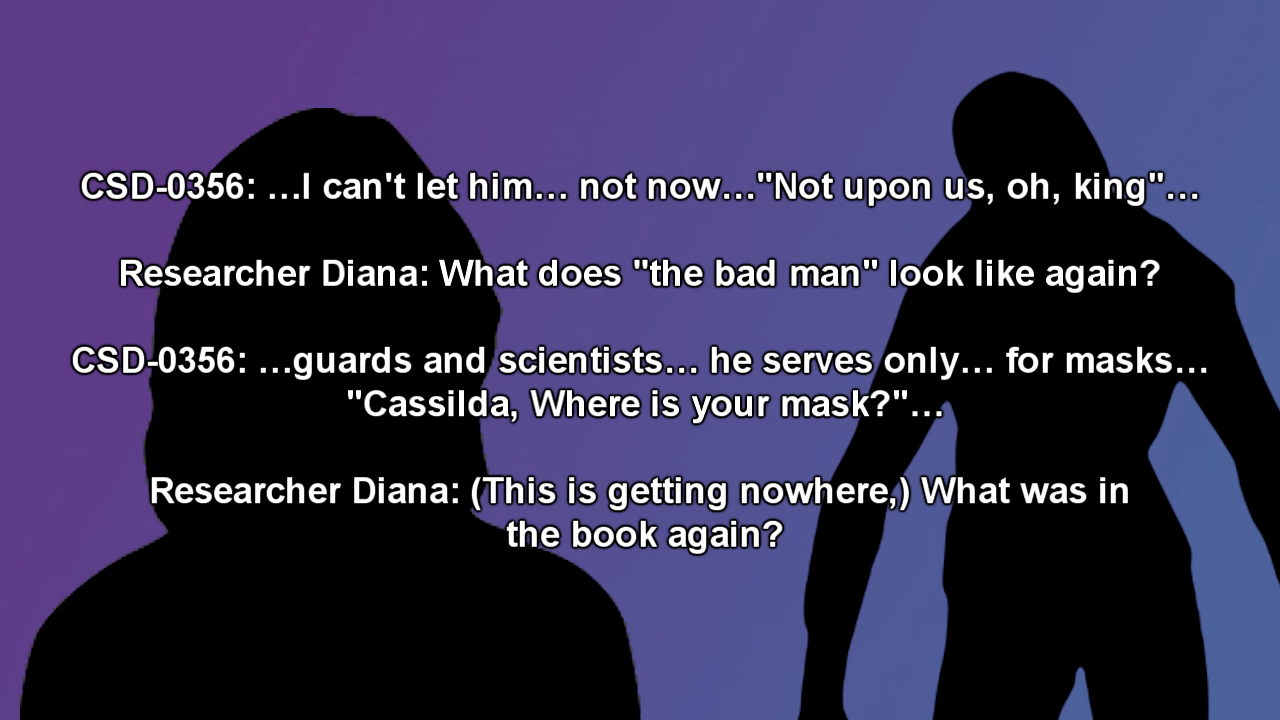 CSD-0356: …I can't let him… not now…"Not upon us, oh, king"…
Researcher Diana: What does "the bad man" look like again?
CSD-0356: …guards and scientists… he serves only… for masks…
"Cassilda, Where is your mask?"…
Researcher Diana: (This is getting nowhere,) What was in
the book again?